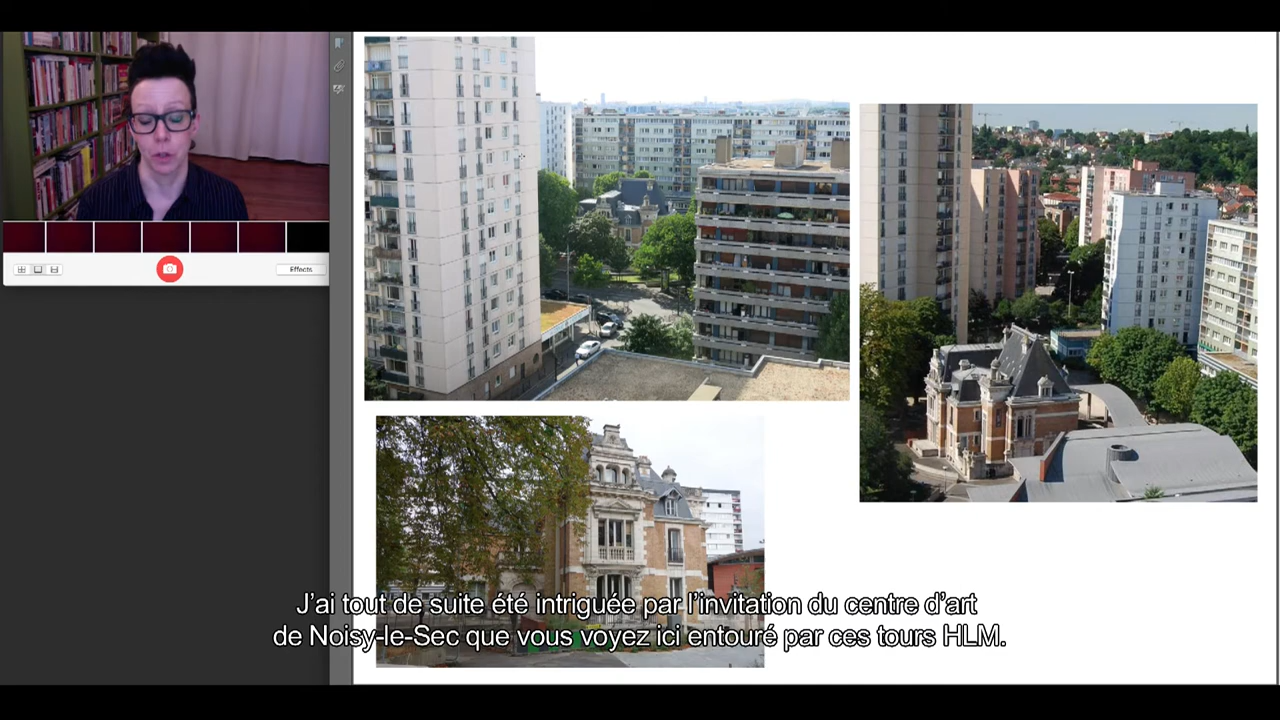 Effects
J'ai tout de suite été intriguée par l'invitation du centre d'art
de Noisy-le-Sec que vous voyez ici entouré par ces tours HLM.